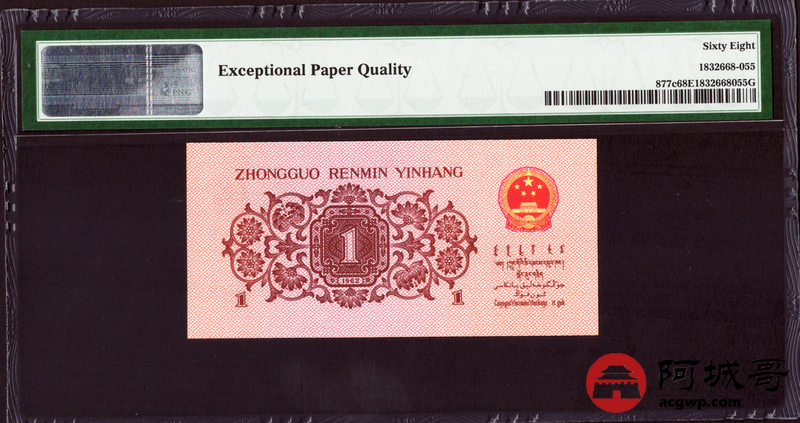 Sixty Eight
Exceptional Paper Quality
1832668-055
877c68E1832668055G
PNG
ZHONGGUO RENMIN YINHANG
1
1962
1
1
阿城哥
acgwp.com